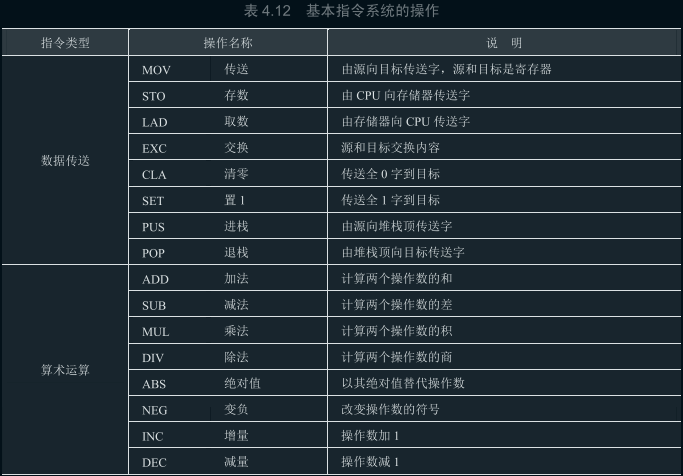 表 4.12 基本指令系统的操作
指令类型 操作名称 说 明
数据传送
MOV 传送 由源向目标传送字，源和目标是寄存器
STO 存数 由 CPU 向存储器传送字
LAD 取数 由存储器向 CPU 传送字
EXC 交换 源和目标交换内容
CLA 清零 传送全 0 字到目标
SET 置 1 传送全 1 字到目标
PUS 进栈 由源向堆栈顶传送字
POP 退栈 由堆栈顶向目标传送字
算术运算
ADD 加法 计算两个操作数的和
SUB 减法 计算两个操作数的差
MUL 乘法 计算两个操作数的积
DIV 除法 计算两个操作数的商
ABS 绝对值 以其绝对值替代操作数
NEG 变负 改变操作数的符号
INC 增量 操作数加 1
DEC 减量 操作数减 1